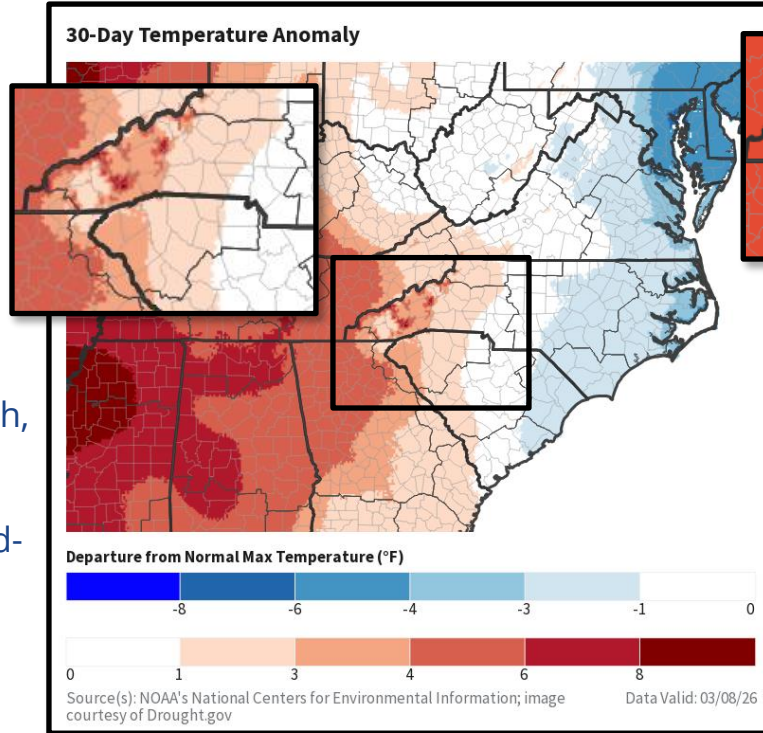 30-Day Temperature Anomaly
h,
d-
Departure from Normal Max Temperature (°F)
-8 -6 -4 -3 -1 0
0 1 3 4 6 8
Source(s): NOAA's National Centers for Environmental Information; image
courtesy of Drought.gov
Data Valid: 03/08/26